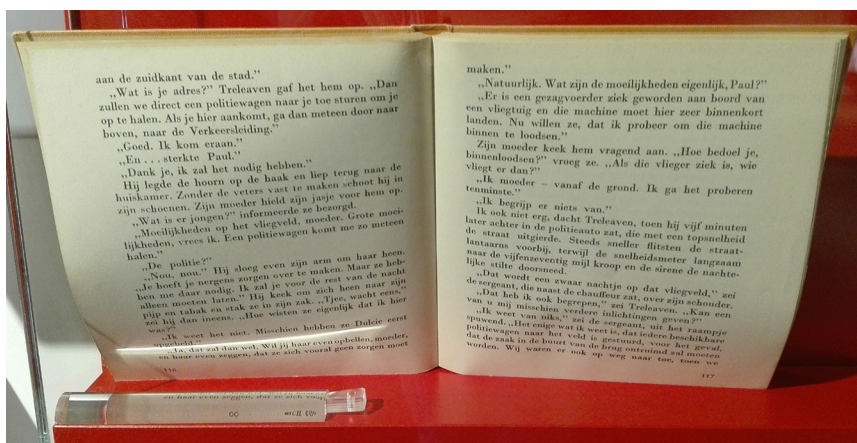 aan de zuidkant van de stad.”
„Wat is je adres?” Treleaven gaf het hem op. „Dan
zullen we direct een politiewagen naar je toe sturen om je
op te halen. Als je hier aankomt, ga dan meteen door naar
boven, naar de Verkeersleiding.”
„Goed. Ik kom eraan.”
„En . . . sterkte Paul.”
„Dank je, ik zal het nodig hebben.”
Hij legde de hoorn op de haak en liep terug naar de
huiskamer. Zonder de veters vast te maken schoot hij in
zijn schoenen. Zijn moeder hield zijn jasje voor hem op.
„Wat is er jongen?” informeerde ze bezorgd.
„Moeilijkheden op het vliegveld, moeder. Grote moei-
lijkheden, vrees ik. Een politiewagen komt me zo meteen
halen.”
„De politie?”
„Nou, nou.” Hij sloeg even zijn arm om haar heen.
„Je hoeft je nergens zorgen over te maken. Maar ze heb-
ben me daar nodig. Ik zal je voor de rest van de nacht
alleen moeten laten.” Hij keek om zich heen naar zijn
pijp en tabak en stak ze in zijn zak. „Tjee, wacht eens,”
zei hij dan ineens. „Hoe wisten ze eigenlijk dat ik hier
was?”
„Ik weet het niet. Misschien hebben ze Dulcie eerst
opgebeld.”
„Ja, dat zal dan wel. Wil jij haar even opbellen, moeder,
en haar even zeggen, dat ze zich vooral geen zorgen moet
116
maken.”
„Natuurlijk. Wat zijn de moeilijkheden eigenlijk, Paul?”
„Er is een gezagvoerder ziek geworden aan boord van
een vliegtuig en die machine moet hier zeer binnenkort
landen. Nu willen ze, dat ik probeer om die machine
binnen te loodsen.”
Zijn moeder keek hem vragend aan. „Hoe bedoel je,
binnenloodsen?” vroeg ze. „Als die vlieger ziek is, wie
vliegt er dan?”
„Ik moeder — vanaf de grond. Ik ga het proberen
tenminste.”
„Ik begrijp er niets van.”
Ik ook niet erg, dacht Treleaven, toen hij vijf minuten
later achter in de politieauto zat, die met een topsnelheid
de straat uitgierde. Steeds sneller flitsten de straat-
lantaarns voorbij, terwijl de snelheidsmeter langzaam
naar de vijfenzeventig mijl kroop en de sirene de nachte-
lijke stilte doorsneed.
„Dat wordt een zwaar nachtje op dat vliegveld,” zei
de sergeant, die naast de chauffeur zat, over zijn schouder.
„Dat heb ik ook begrepen,” zei Treleaven. „Kan een
van u mij misschien verdere inlichtingen geven?”
„Ik weet van niks,” zei de sergeant, uit het raampje
spuwend. „Het enige wat ik weet is, dat iedere beschikbare
politiewagen naar het veld is gestuurd, voor het geval,
dat de zaak in de buurt van de brug ontruimd zal moeten
worden. Wij waren er ook op weg naar toe, toen we
117